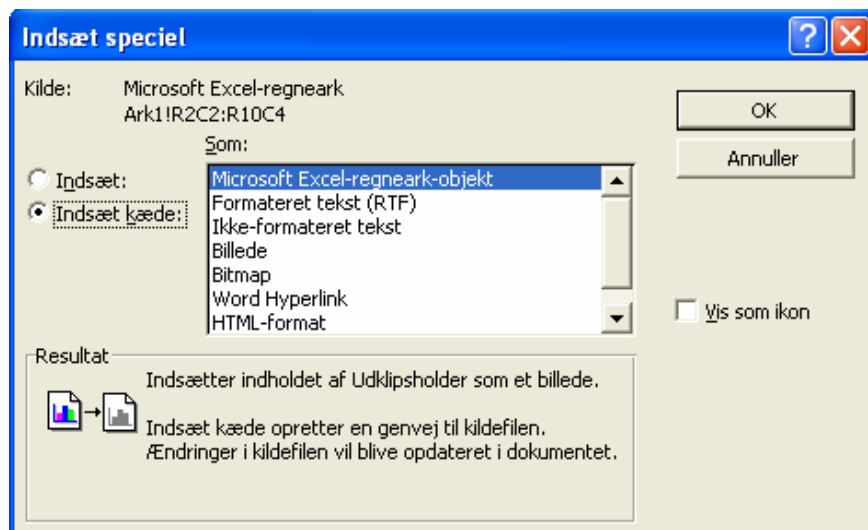 Indsæt speciel
Kilde: Microsoft Excel-regneark
Ark1!R2C2:R10C4
Som:
OK
Annuller
Indsæt:
Indsæt kæde:
Microsoft Excel-regneark-objekt
Formateret tekst (RTF)
Ikke-formateret tekst
Billede
Bitmap
Word Hyperlink
HTML-format
Vis som ikon
Resultat
Indsætter indholdet af Udklipsholder som et billede.
Indsæt kæde opretter en genvej til kildefilen.
Ændringer i kildefilen vil blive opdateret i dokumentet.